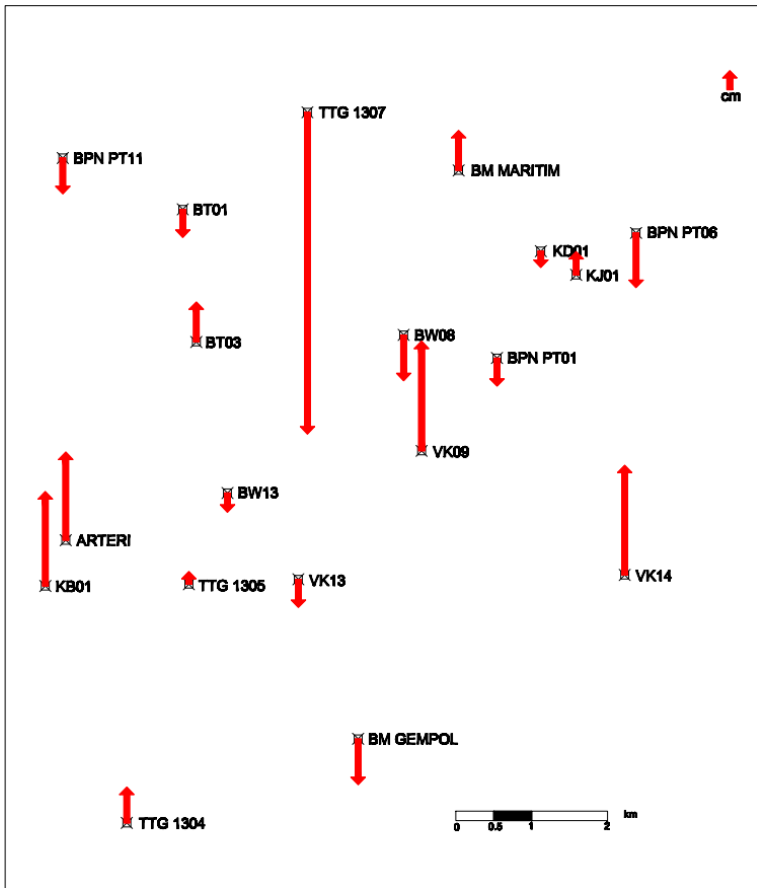 cm
TTG 1307
BPN PT11
BM MARITIM
BT01
BPN PT06
KD01
KJ01
BT03
BW08
BPN PT01
VK09
BW13
ARTERI
VK14
KB01
TTG 1305
VK13
BM GEMPOL
TTG 1304
km
0 0.5 1 2